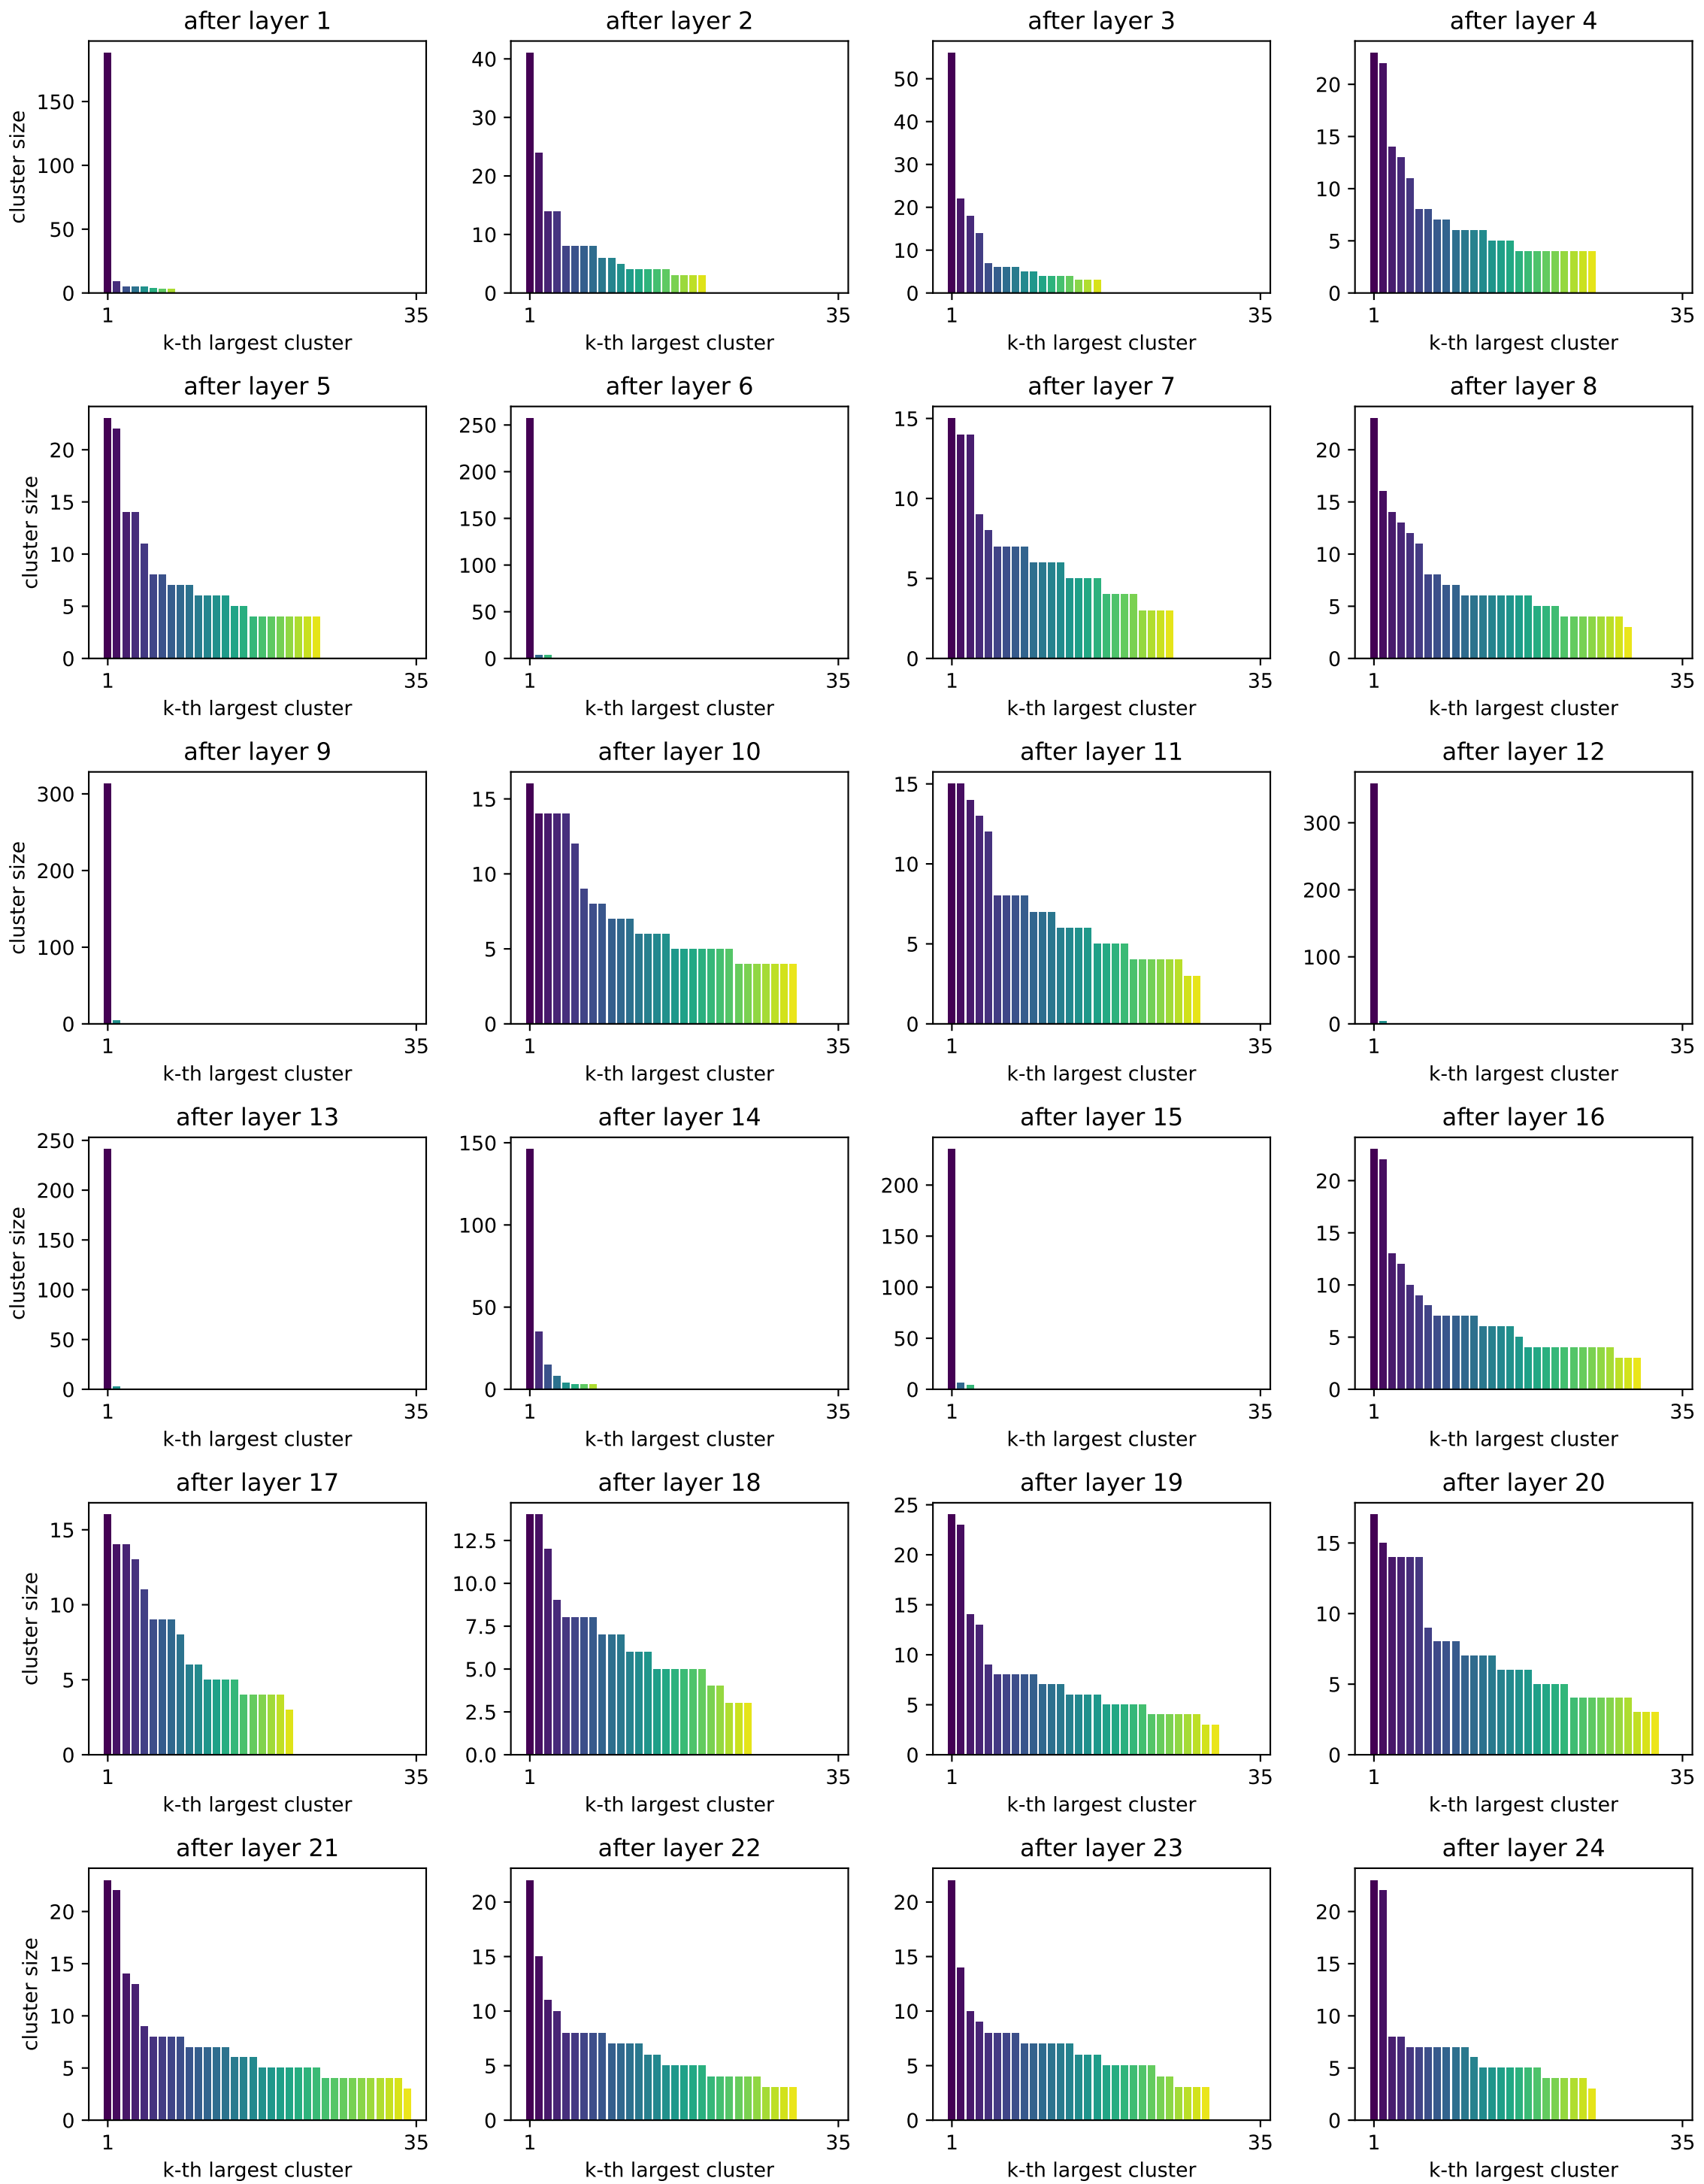 after layer 1
after layer 2
after layer 3
after layer 4
cluster size
150
100
50
0
40
30
20
10
0
50
40
30
20
10
0
20
15
10
5
0
1 35
1 35
1 35
1 35
k-th largest cluster
k-th largest cluster
k-th largest cluster
k-th largest cluster
after layer 5
after layer 6
after layer 7
after layer 8
cluster size
20
15
10
5
0
250
200
150
100
50
0
15
10
5
0
20
15
10
5
0
1 35
1 35
1 35
1 35
k-th largest cluster
k-th largest cluster
k-th largest cluster
k-th largest cluster
after layer 9
after layer 10
after layer 11
after layer 12
cluster size
300
200
100
0
15
10
5
0
15
10
5
0
300
200
100
0
1 35
1 35
1 35
1 35
k-th largest cluster
k-th largest cluster
k-th largest cluster
k-th largest cluster
after layer 13
after layer 14
after layer 15
after layer 16
cluster size
250
200
150
100
50
0
150
100
50
0
200
150
100
50
0
20
15
10
5
0
1 35
1 35
1 35
1 35
k-th largest cluster
k-th largest cluster
k-th largest cluster
k-th largest cluster
after layer 17
after layer 18
after layer 19
after layer 20
cluster size
15
10
5
0
12.5
10.0
7.5
5.0
2.5
0.0
25
20
15
10
5
0
15
10
5
0
1 35
1 35
1 35
1 35
k-th largest cluster
k-th largest cluster
k-th largest cluster
k-th largest cluster
after layer 21
after layer 22
after layer 23
after layer 24
cluster size
20
15
10
5
0
20
15
10
5
0
20
15
10
5
0
20
15
10
5
0
1 35
1 35
1 35
1 35
k-th largest cluster
k-th largest cluster
k-th largest cluster
k-th largest cluster